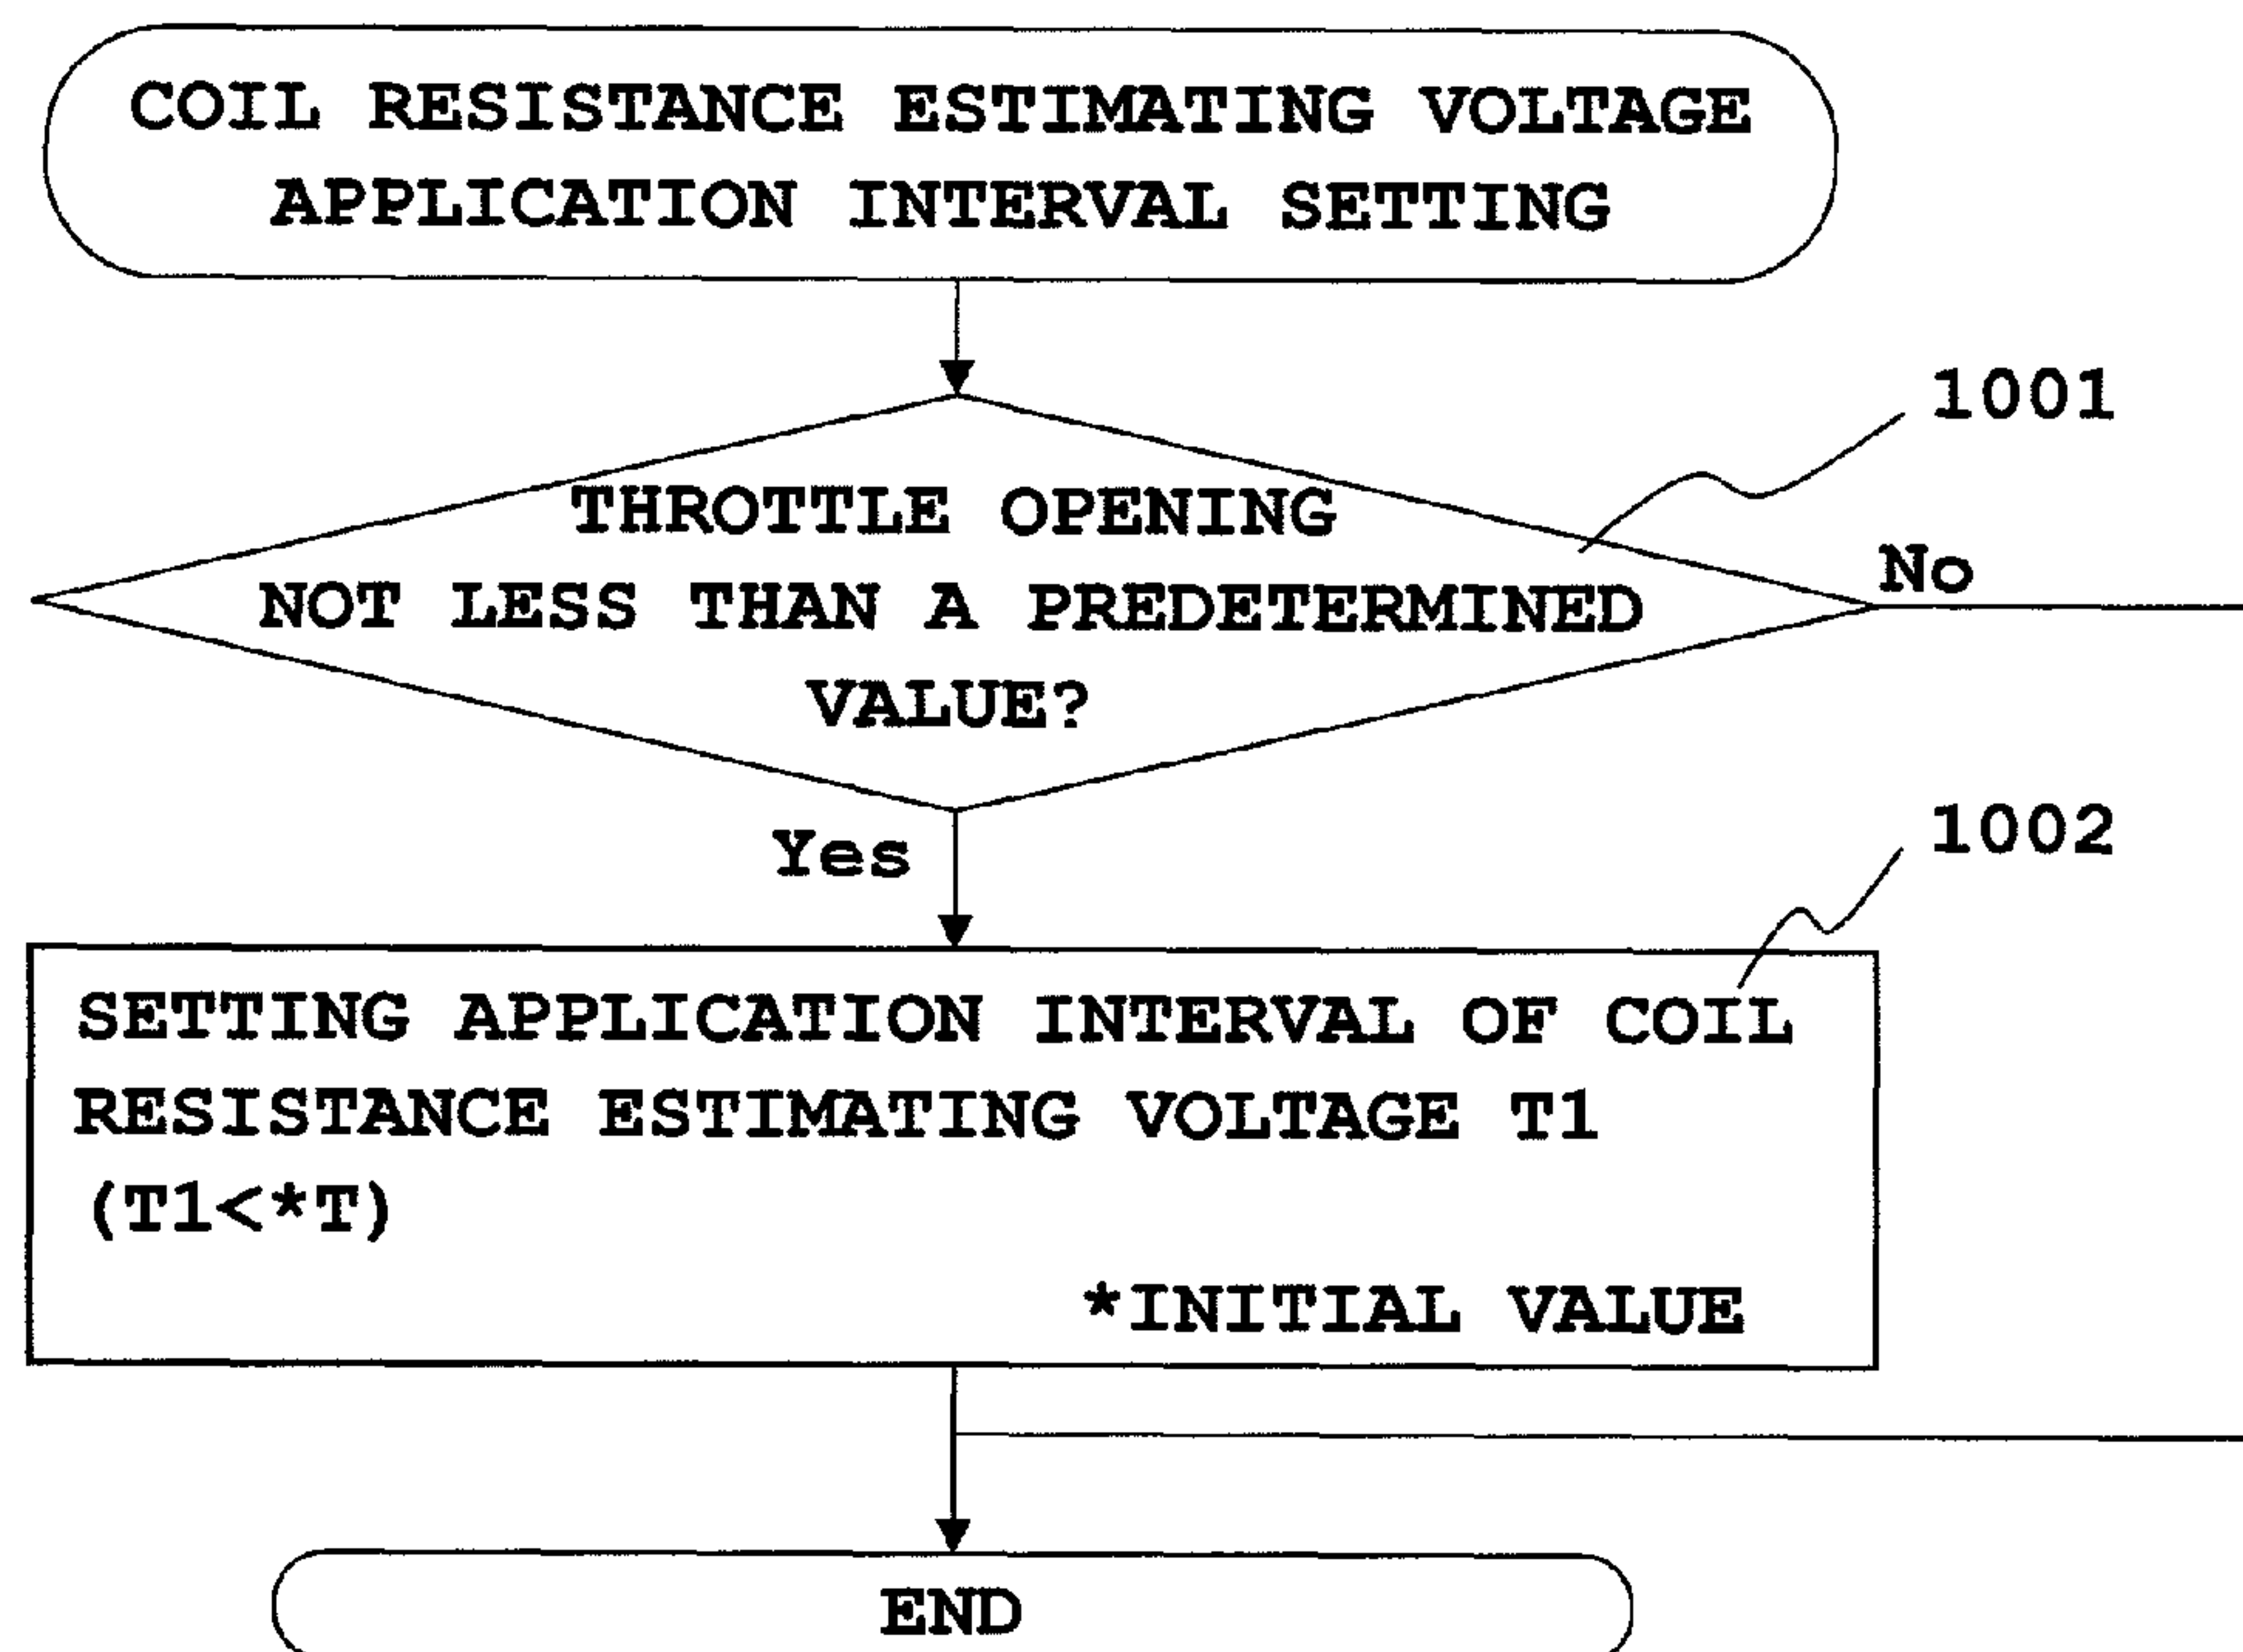 COIL RESISTANCE ESTIMATING VOLTAGE
APPLICATION INTERVAL SETTING
1001
THROTTLE OPENING
NOT LESS THAN A PREDETERMINED
VALUE?
No
Yes
1002
SETTING APPLICATION INTERVAL OF COIL
RESISTANCE ESTIMATING VOLTAGE T1
(T1<*T)
*INITIAL VALUE
END